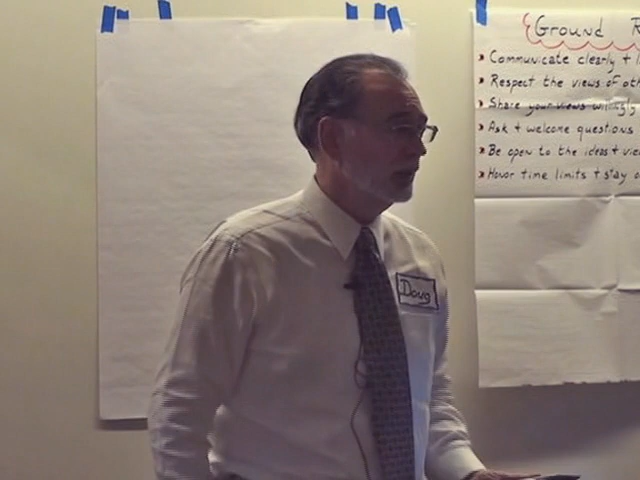 Ground R
Communicate clearly +
Respect the views of oth
Share your views willingly
Ask + welcome questions
Be open to the ideas + vie
Honor time limits + stay o
Doug